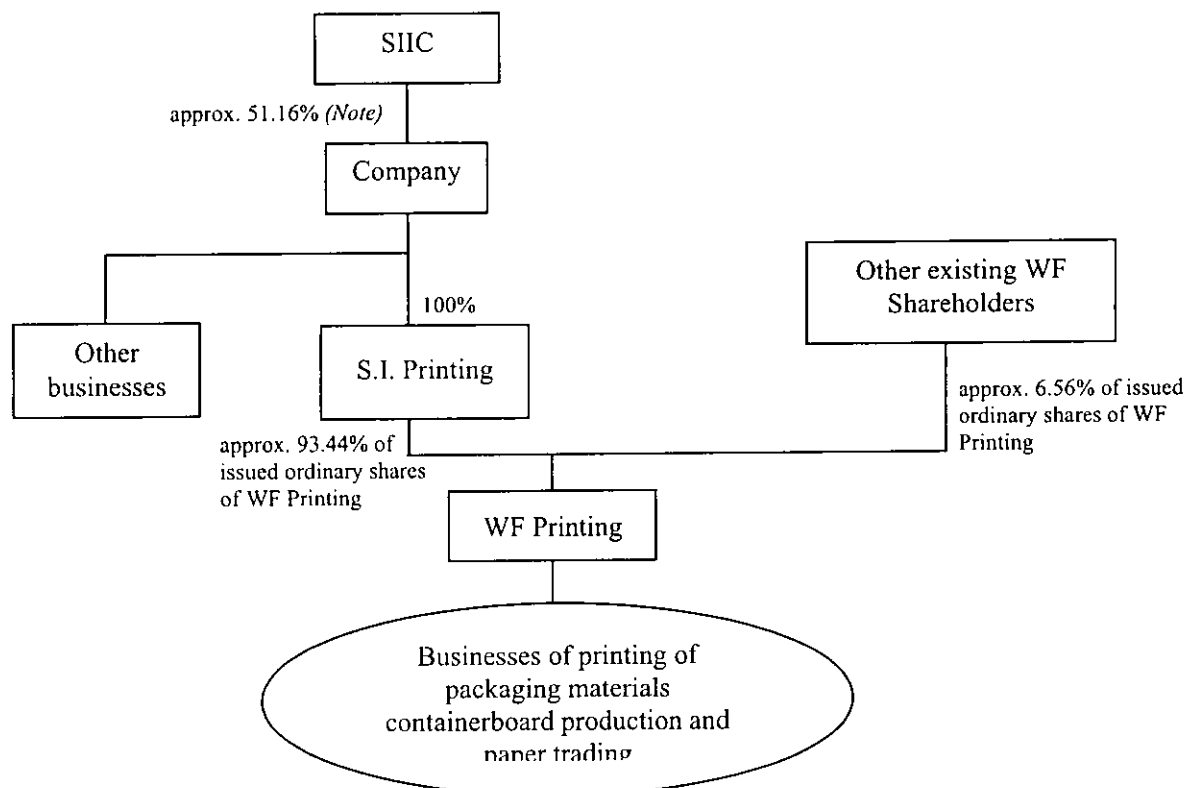 SIIC
approx. 51.16% (Note)
Company
Other existing WF
Shareholders
100%
Other
businesses
S.I. Printing
approx. 93.44% of
issued ordinary shares
of WF Printing
approx. 6.56% of issued
ordinary shares of WF
Printing
WF Printing
Businesses of printing of
packaging materials
containerboard production and
paper trading